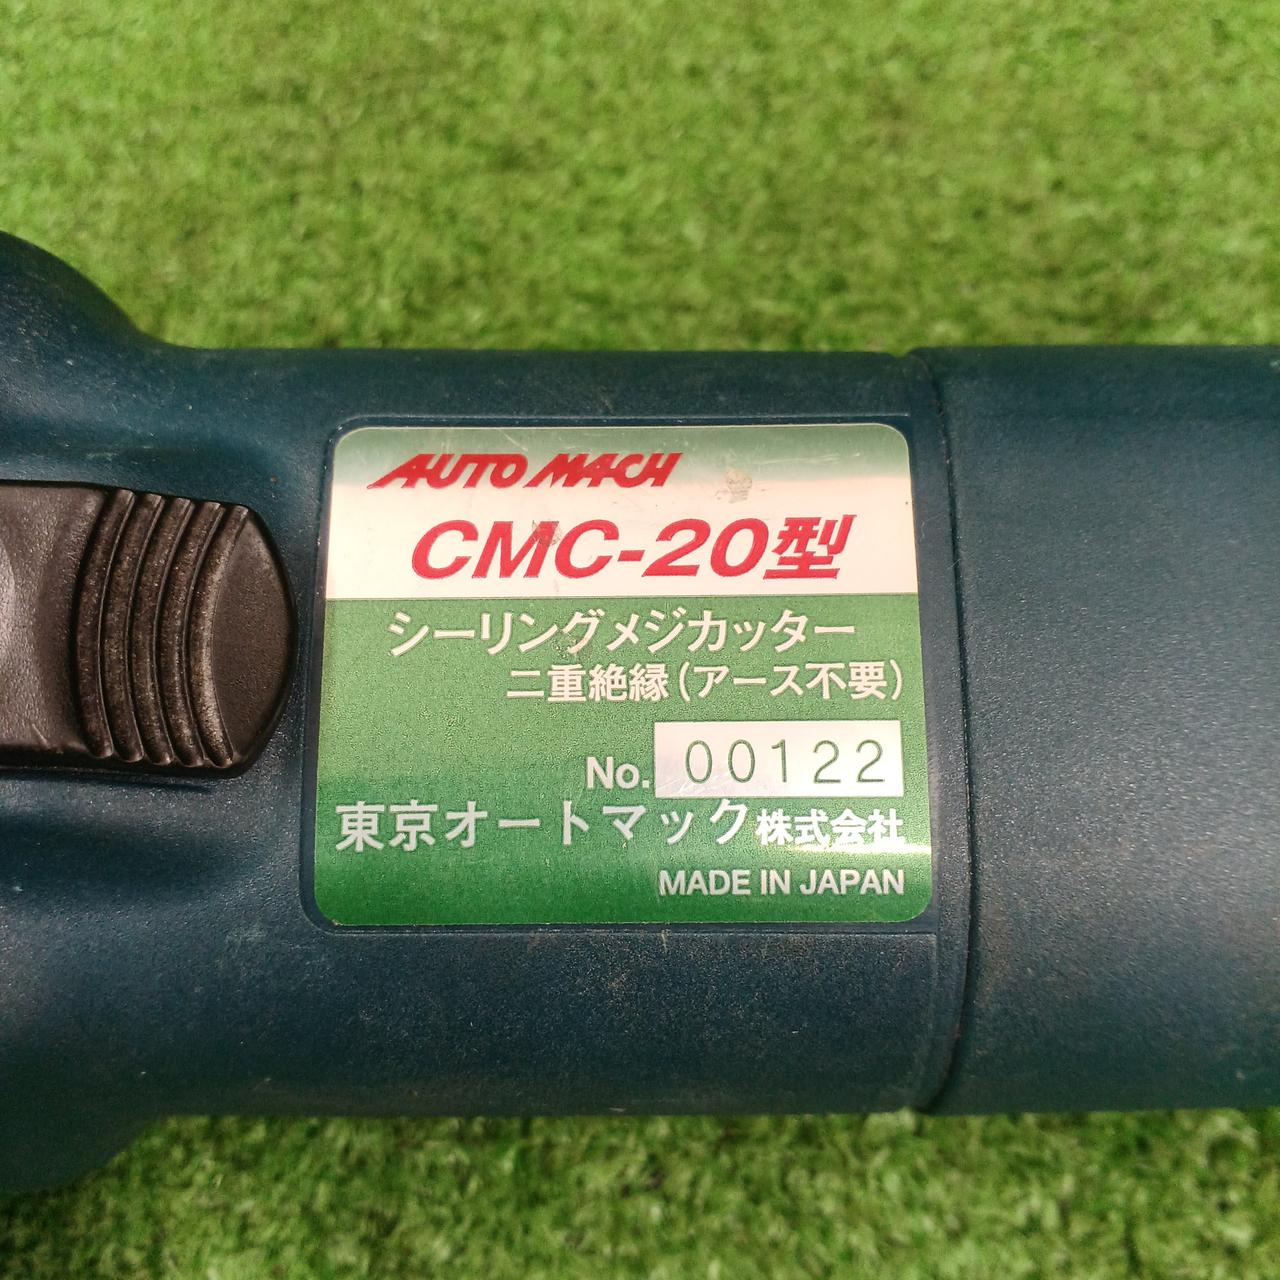 AUTO MACH
CMC-20型
シーリングメジカッター
二重絶縁(アース不要)
No. 00122
東京オートマック株式会社
MADE IN JAPAN